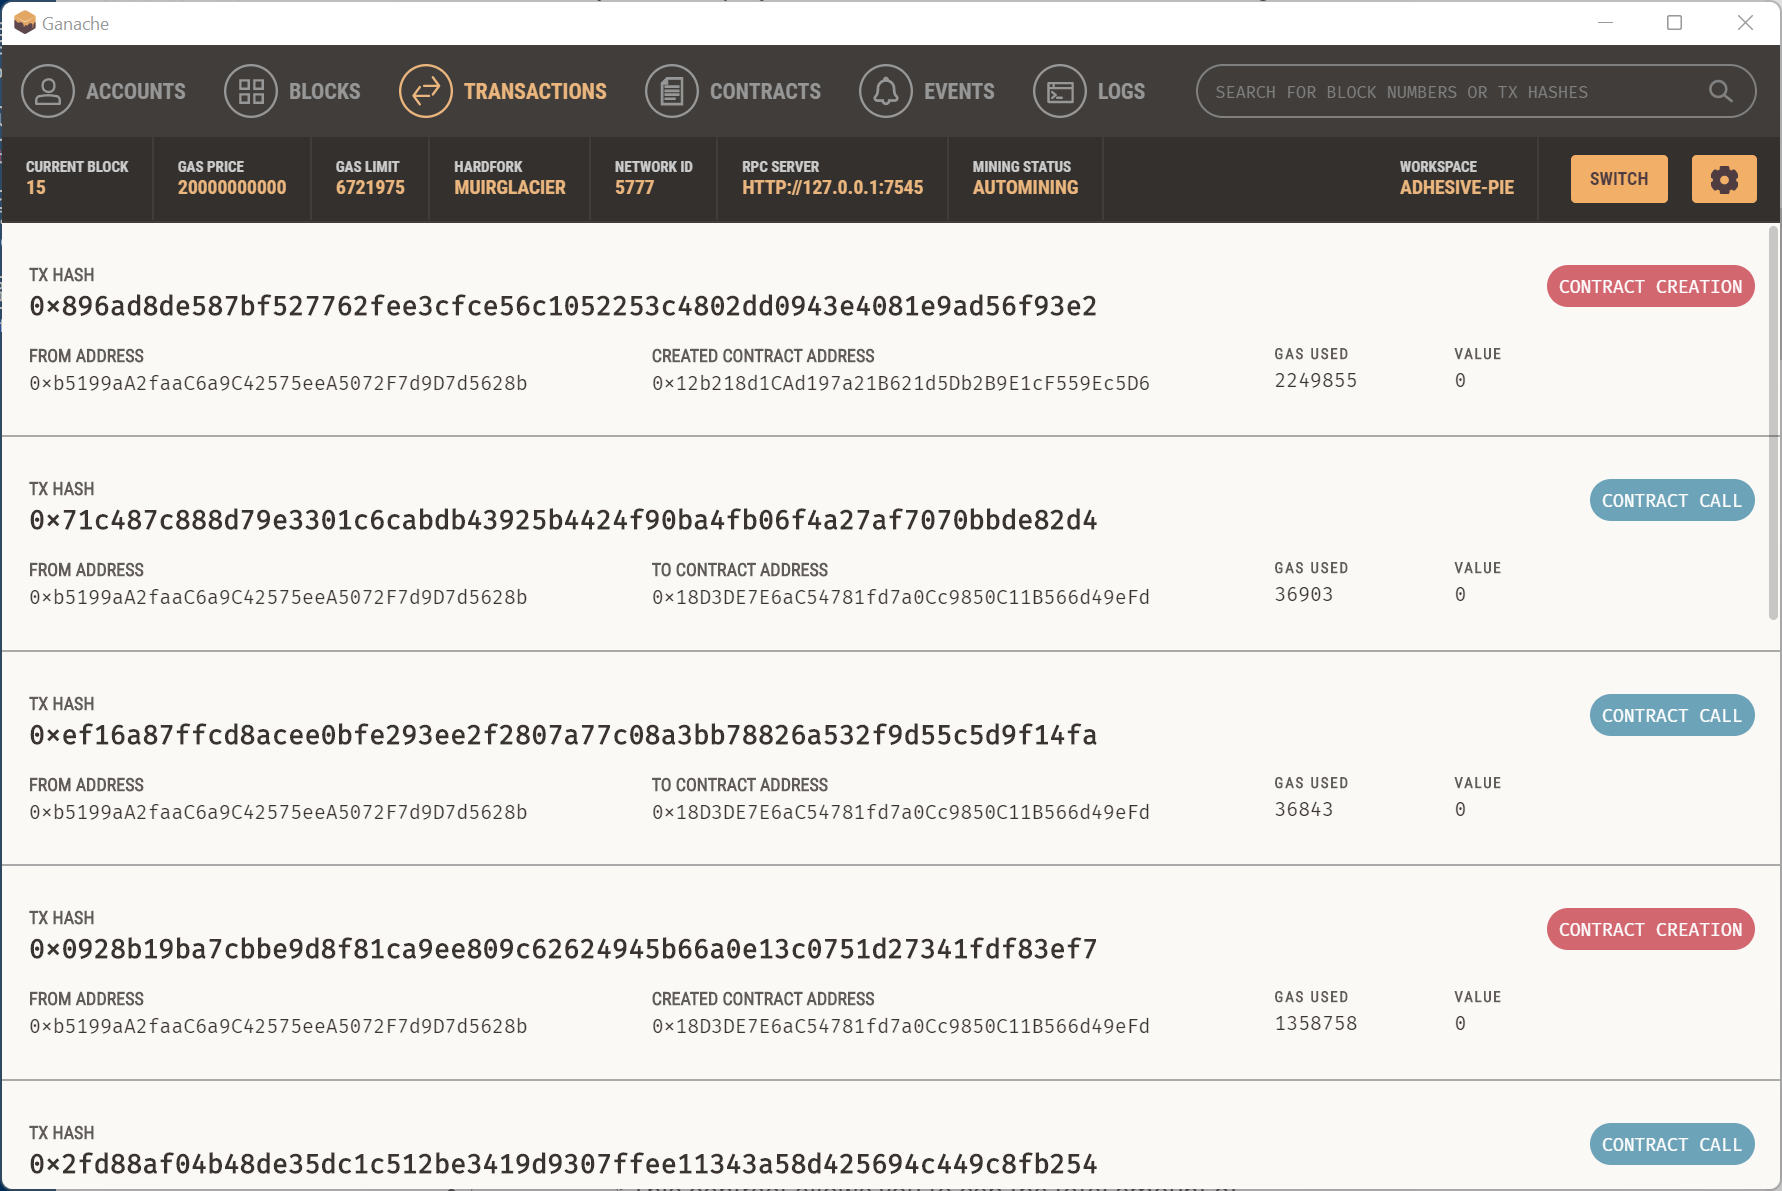 Ganache
ACCOUNTS BLOCKS TRANSACTIONS CONTRACTS EVENTS LOGS SEARCH FOR BLOCK NUMBERS OR TX HASHES
CURRENT BLOCK GAS PRICE GAS LIMIT HARDFORK NETWORK ID RPC SERVER MINING STATUS WORKSPACE
15 20000000000 6721975 MUIRGLACIER 5777 HTTP://127.0.0.1:7545 AUTOMINING ADHESIVE-PIE SWITCH
TX HASH
0×896ad8de587bf527762fee3cfce56c1052253c4802dd0943e4081e9ad56f93e2 CONTRACT CREATION
FROM ADDRESS CREATED CONTRACT ADDRESS GAS USED VALUE
0×b5199aA2faaC6a9C42575eeA5072F7d9D7d5628b 0×12b218d1CAd197a21B621d5Db2B9E1cF559Ec5D6 2249855 0
TX HASH
0×71c487c888d79e3301c6cabdb43925b4424f90ba4fb06f4a27af7070bbde82d4 CONTRACT CALL
FROM ADDRESS TO CONTRACT ADDRESS GAS USED VALUE
0×b5199aA2faaC6a9C42575eeA5072F7d9D7d5628b 0×18D3DE7E6aC54781fd7a0Cc9850C11B566d49eFd 36903 0
TX HASH
0×ef16a87ffcd8acee0bfe293ee2f2807a77c08a3bb78826a532f9d55c5d9f14fa CONTRACT CALL
FROM ADDRESS TO CONTRACT ADDRESS GAS USED VALUE
0×b5199aA2faaC6a9C42575eeA5072F7d9D7d5628b 0×18D3DE7E6aC54781fd7a0Cc9850C11B566d49eFd 36843 0
TX HASH
0×0928b19ba7cbbe9d8f81ca9ee809c62624945b66a0e13c0751d27341fdf83ef7 CONTRACT CREATION
FROM ADDRESS CREATED CONTRACT ADDRESS GAS USED VALUE
0×b5199aA2faaC6a9C42575eeA5072F7d9D7d5628b 0×18D3DE7E6aC54781fd7a0Cc9850C11B566d49eFd 1358758 0
TX HASH
0×2fd88af04b48de35dc1c512be3419d9307ffee11343a58d425694c449c8fb254 CONTRACT CALL